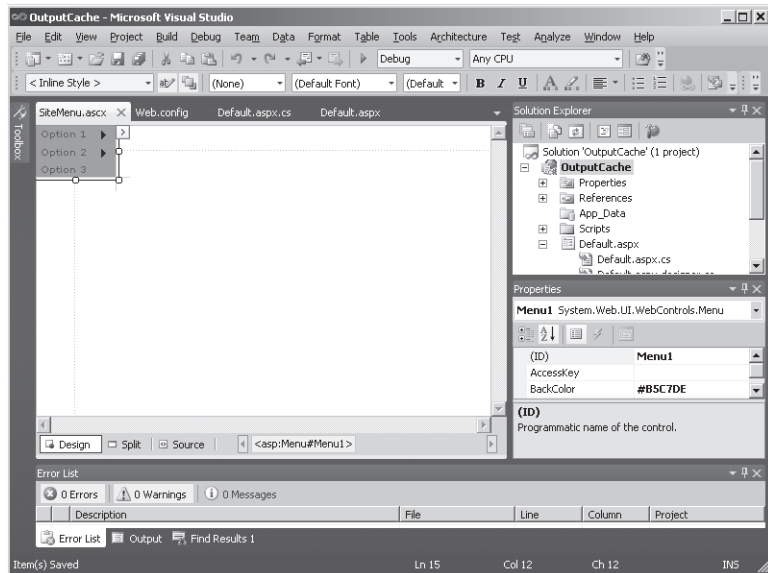 OutputCache - Microsoft Visual Studio
File Edit View Project Build Debug Team Data Format Table Tools Architecture Test Analyze Window Help
Debug Any CPU
< Inline Style > (None) (Default Font) (Default B I U A
SiteMenu.ascx Web.config Default.aspx.cs Default.aspx
Toolbox
Option 1
Option 2
Option 3
Solution Explorer
Solution 'OutputCache' (1 project)
OutputCache
Properties
References
App_Data
Scripts
Default.aspx
Default.aspx.cs
Default.aspx.designer.cs
Properties
Menu1 System.Web.UI.WebControls.Menu
(ID) Menu1
AccessKey
BackColor #B5C7DE
(ID)
Programmatic name of the control.
Design Split Source <asp:Menu#Menu1>
Error List
0 Errors 0 Warnings 0 Messages
Description File Line Column Project
Error List Output Find Results 1
Item(s) Saved Ln 15 Col 12 Ch 12 INS